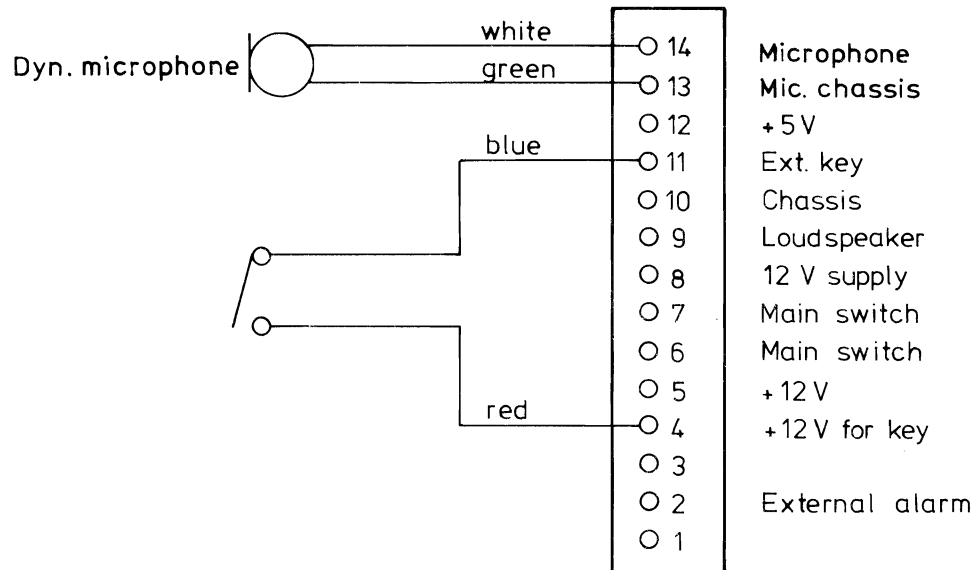 white
14 Microphone
Dyn. microphone
green
13 Mic. chassis
12 +5V
blue
11 Ext. key
10 Chassis
9 Loudspeaker
8 12 V supply
7 Main switch
6 Main switch
5 +12V
red
4 +12V for key
3
2 External alarm
1